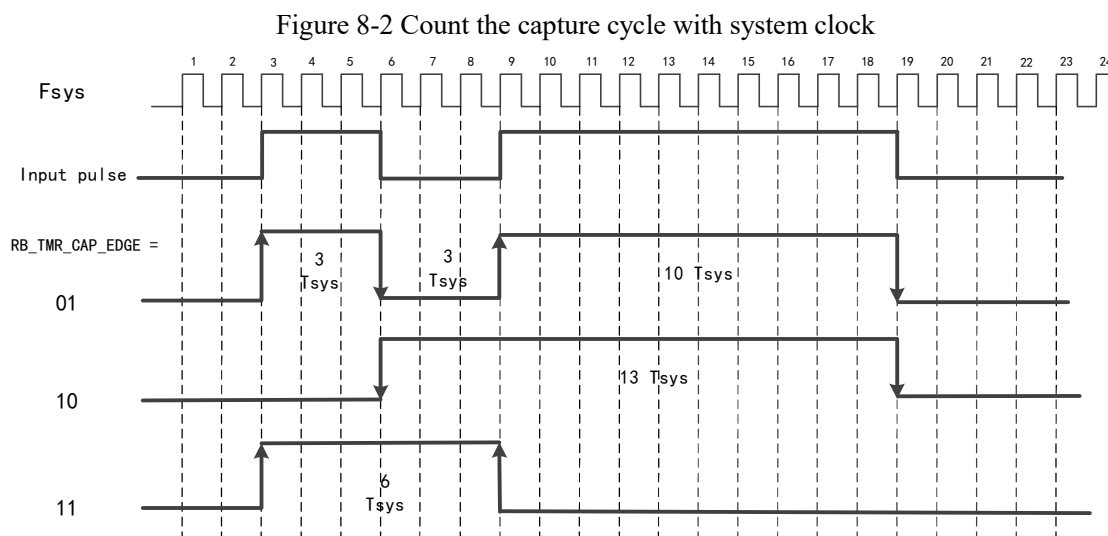 Figure 8-2 Count the capture cycle with system clock
1 2 3 4 5 6 7 8 9 10 11 12 13 14 15 16 17 18 19 20 21 22 23 24
Fsys
Input pulse
RB_TMR_CAP_EDGE =
3
Tsys
3
Tsys
10 Tsys
01
13 Tsys
10
6
Tsys
11